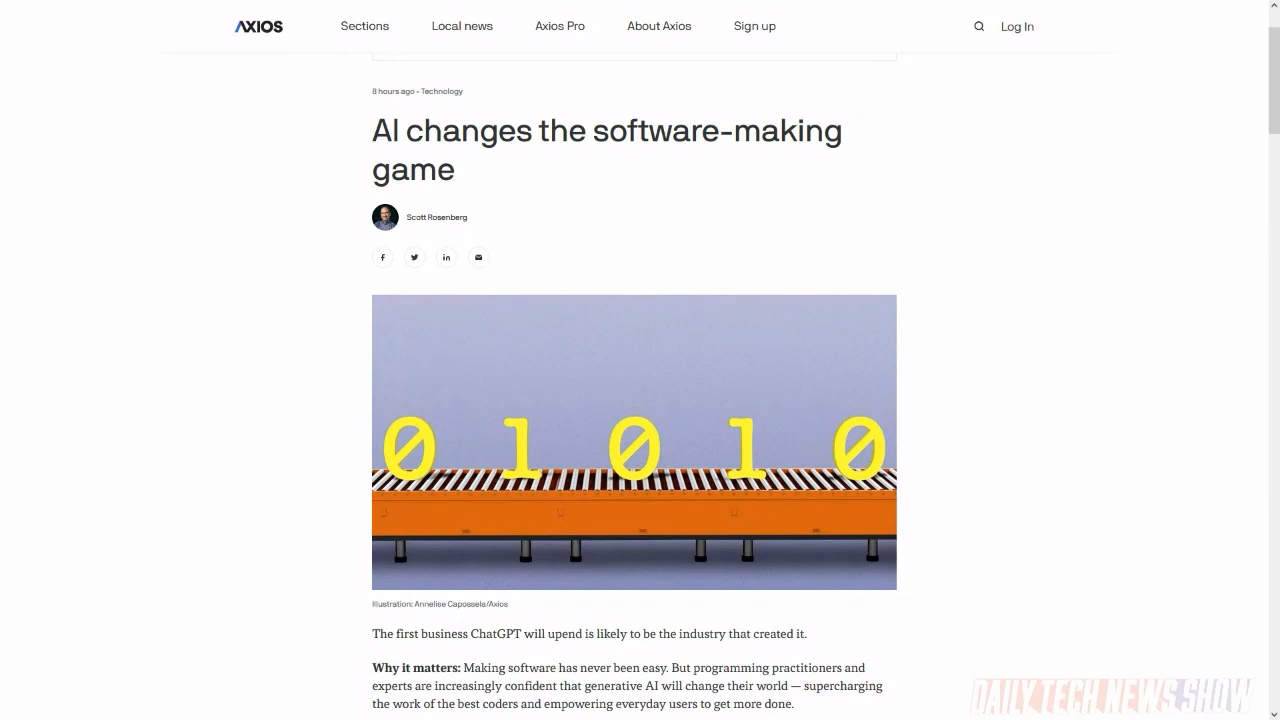 AXIOS
Sections
Local news
Axios Pro
About Axios
Sign up
Log In
8 hours ago - Technology
AI changes the software-making
game
Scott Rosenberg
0 1 0 1 0
Illustration: Annelise Capossela/Axios
The first business ChatGPT will upend is likely to be the industry that created it.
Why it matters: Making software has never been easy. But programming practitioners and
experts are increasingly confident that generative AI will change their world — supercharging
the work of the best coders and empowering everyday users to get more done.
DAILY TECH NEWS SHOW